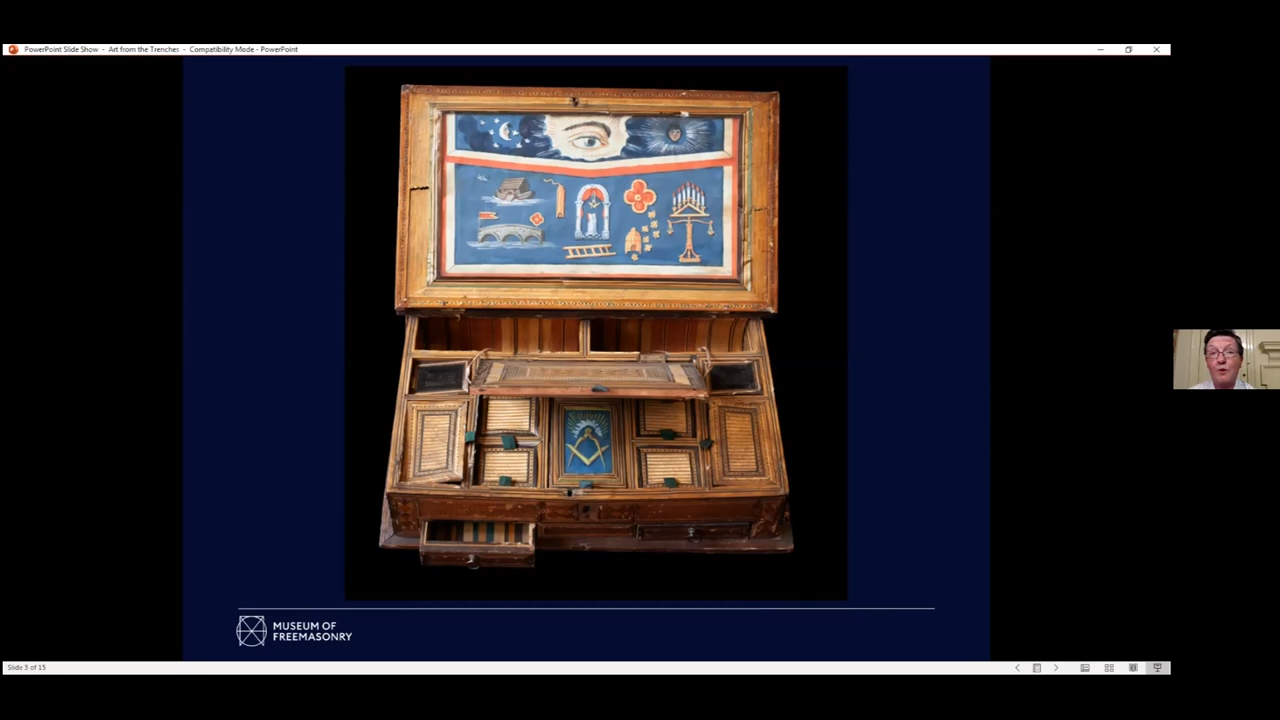 PowerPoint Slide Show - Art from the Trenches - Compatibility Mode - PowerPoint
MUSEUM OF
FREEMASONRY
Slide 3 of 15